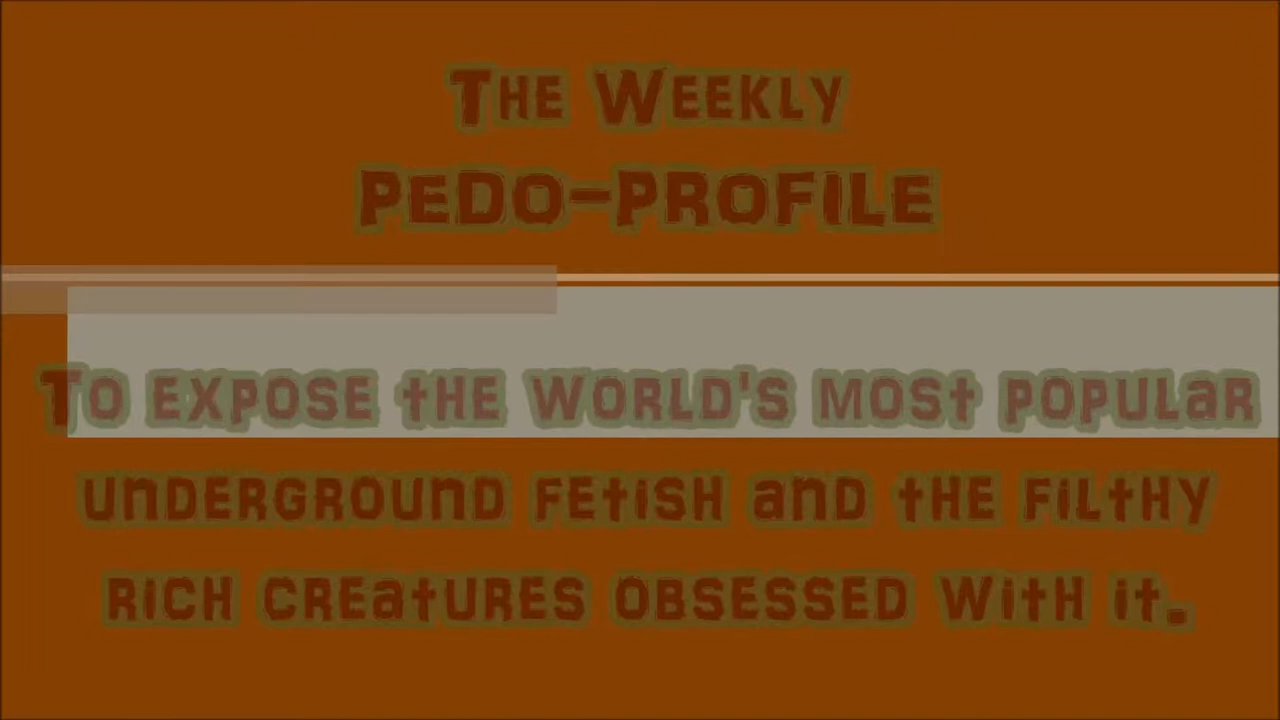 The Weekly
PEDO-PROFILE
To expose the world's most popular
underground fetish and the filthy
rich creatures obsessed with it.